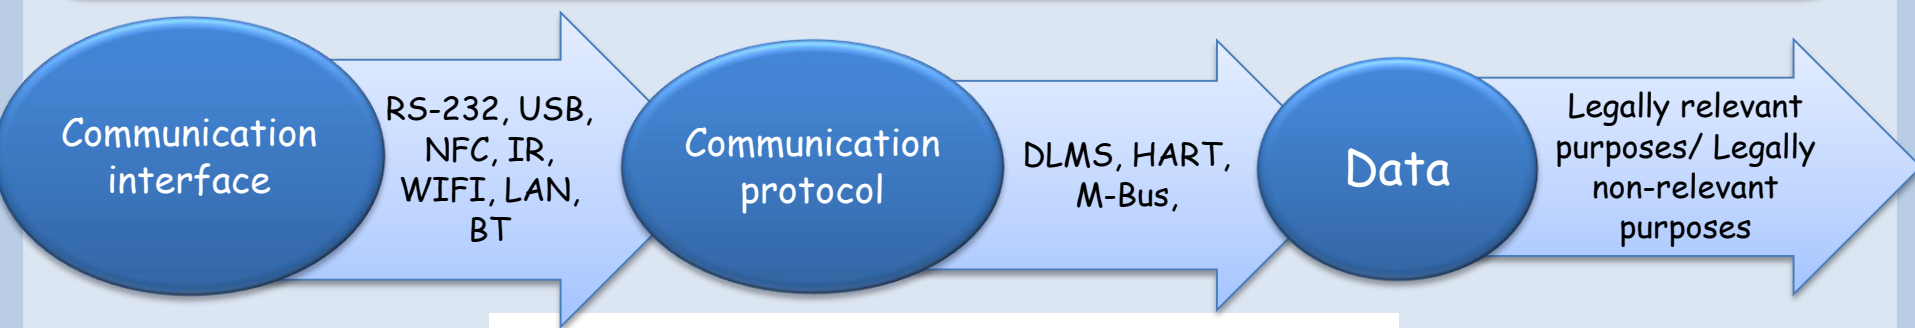 Communication
interface
RS-232, USB,
NFC, IR,
WIFI, LAN,
BT
Communication
protocol
DLMS, HART,
M-Bus,
Data
Legally relevant
purposes/ Legally
non-relevant
purposes